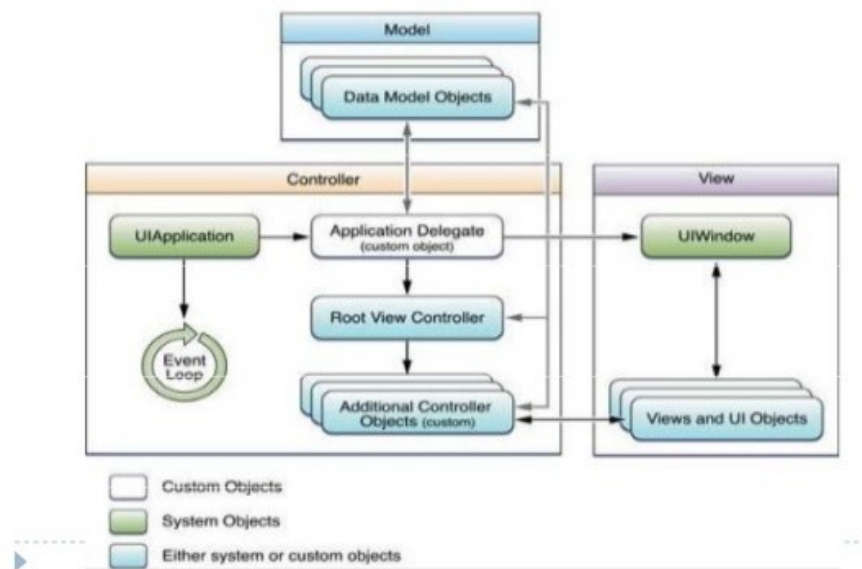 Model
Data Model Objects
Controller
View
UIApplication
Application Delegate
(custom object)
UIWindow
Root View Controller
Event
Loop
Additional Controller
Objects (custom)
Views and UI Objects
Custom Objects
System Objects
Either system or custom objects